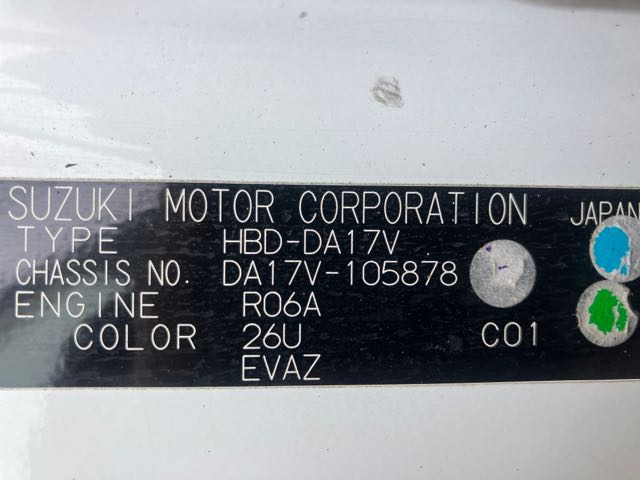 SUZUKI MOTOR CORPORATION JAPAN
TYPE HBD-DA17V
CHASSIS NO. DA17V-105878
ENGINE R06A
COLOR 26U C01
EVAZ